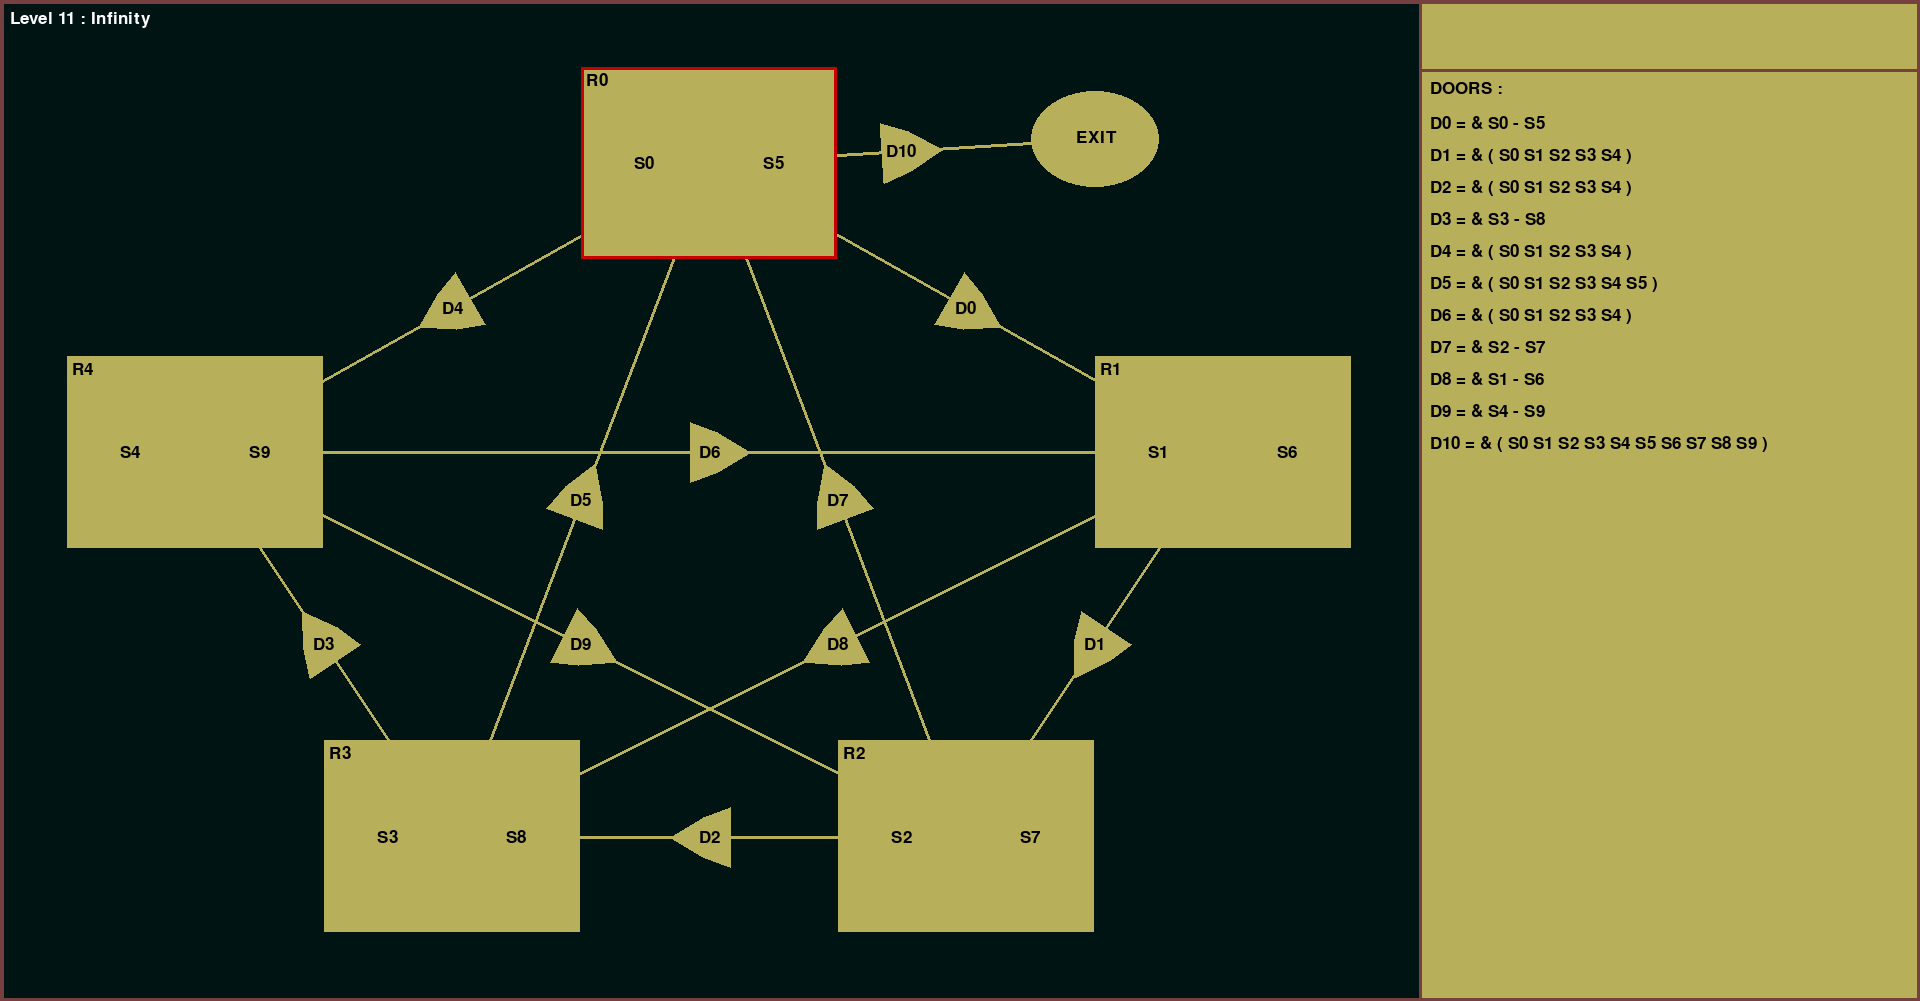 Level 11 : Infinity
R0
S0 S5
D10
EXIT
D4
D0
R4
S4 S9
D6
R1
S1 S6
D5
D7
D3
D9
D8
D1
R3
S3 S8
D2
R2
S2 S7
DOORS :
D0 = & S0 - S5
D1 = & ( S0 S1 S2 S3 S4 )
D2 = & ( S0 S1 S2 S3 S4 )
D3 = & S3 - S8
D4 = & ( S0 S1 S2 S3 S4 )
D5 = & ( S0 S1 S2 S3 S4 S5 )
D6 = & ( S0 S1 S2 S3 S4 )
D7 = & S2 - S7
D8 = & S1 - S6
D9 = & S4 - S9
D10 = & ( S0 S1 S2 S3 S4 S5 S6 S7 S8 S9 )